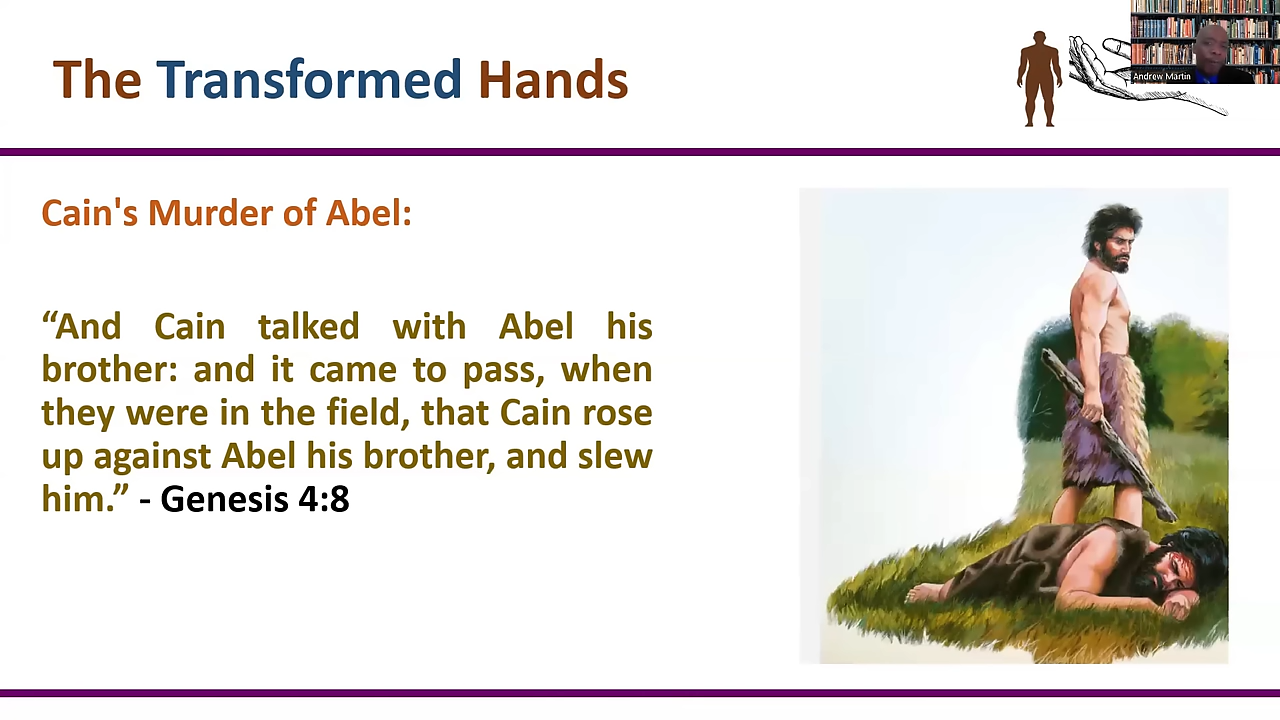 The Transformed Hands
Andrew Martin
Cain's Murder of Abel:
“And Cain talked with Abel his
brother: and it came to pass, when
they were in the field, that Cain rose
up against Abel his brother, and slew
him.” - Genesis 4:8